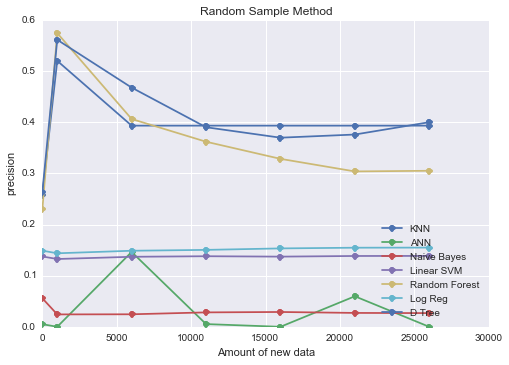 Random Sample Method
0.6
0.5
0.4
0.3
0.2
0.1
0.0
precision
KNN
ANN
Naive Bayes
Linear SVM
Random Forest
Log Reg
D Tree
0 5000 10000 15000 20000 25000 30000
Amount of new data